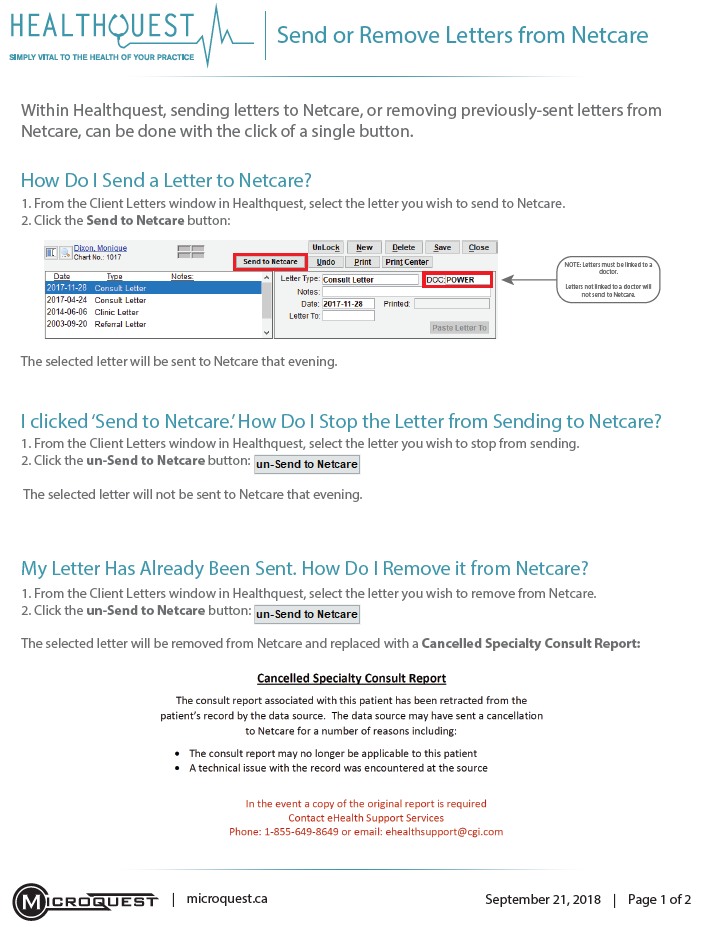 HEALTHQUEST
SIMPLY VITAL TO THE HEALTH OF YOUR PRACTICE
Send or Remove Letters from Netcare
Within Healthquest, sending letters to Netcare, or removing previously-sent letters from
Netcare, can be done with the click of a single button.
How Do I Send a Letter to Netcare?
1. From the Client Letters window in Healthquest, select the letter you wish to send to Netcare.
2. Click the Send to Netcare button:
Dixon, Monique
Chart No.: 1017
UnLock New Delete Save Close
Send to Netcare Undo Print Print Center
Date Type Notes:
2017-11-28 Consult Letter
2017-04-24 Consult Letter
2014-06-06 Clinic Letter
2003-09-20 Referral Letter
Letter Type: Consult Letter DOC: POWER
Notes:
Date: 2017-11-28 Printed:
Letter To:
Paste Letter To
NOTE: Letters must be linked to a
doctor.
Letters not linked to a doctor will
not send to Netcare.
The selected letter will be sent to Netcare that evening.
I clicked ‘Send to Netcare.’ How Do I Stop the Letter from Sending to Netcare?
1. From the Client Letters window in Healthquest, select the letter you wish to stop from sending.
2. Click the un-Send to Netcare button: un-Send to Netcare
The selected letter will not be sent to Netcare that evening.
My Letter Has Already Been Sent. How Do I Remove it from Netcare?
1. From the Client Letters window in Healthquest, select the letter you wish to remove from Netcare.
2. Click the un-Send to Netcare button: un-Send to Netcare
The selected letter will be removed from Netcare and replaced with a Cancelled Specialty Consult Report:
Cancelled Specialty Consult Report
The consult report associated with this patient has been retracted from the
patient’s record by the data source. The data source may have sent a cancellation
to Netcare for a number of reasons including:
• The consult report may no longer be applicable to this patient
• A technical issue with the record was encountered at the source
In the event a copy of the original report is required
Contact eHealth Support Services
Phone: 1-855-649-8649 or email: ehealthsupport@cgi.com
MICROQUEST | microquest.ca
September 21, 2018 | Page 1 of 2